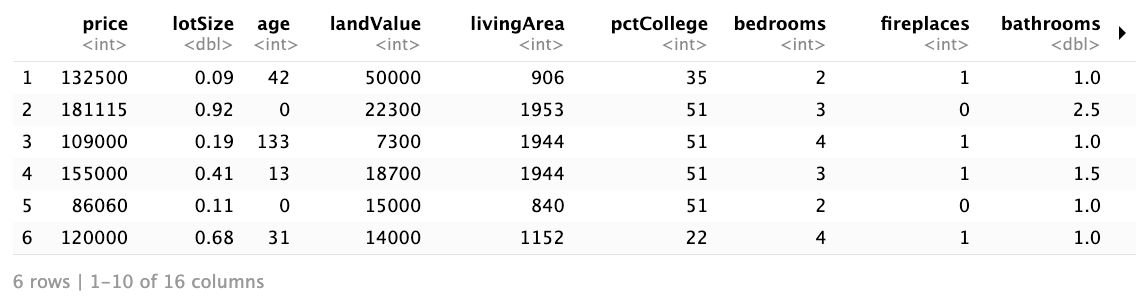 price lotSize age landValue livingArea pctCollege bedrooms fireplaces bathrooms
<int> <dbl> <int> <int> <int> <int> <int> <int> <dbl>
1 132500 0.09 42 50000 906 35 2 1 1.0
2 181115 0.92 0 22300 1953 51 3 0 2.5
3 109000 0.19 133 7300 1944 51 4 1 1.0
4 155000 0.41 13 18700 1944 51 3 1 1.5
5 86060 0.11 0 15000 840 51 2 0 1.0
6 120000 0.68 31 14000 1152 22 4 1 1.0
6 rows | 1–10 of 16 columns